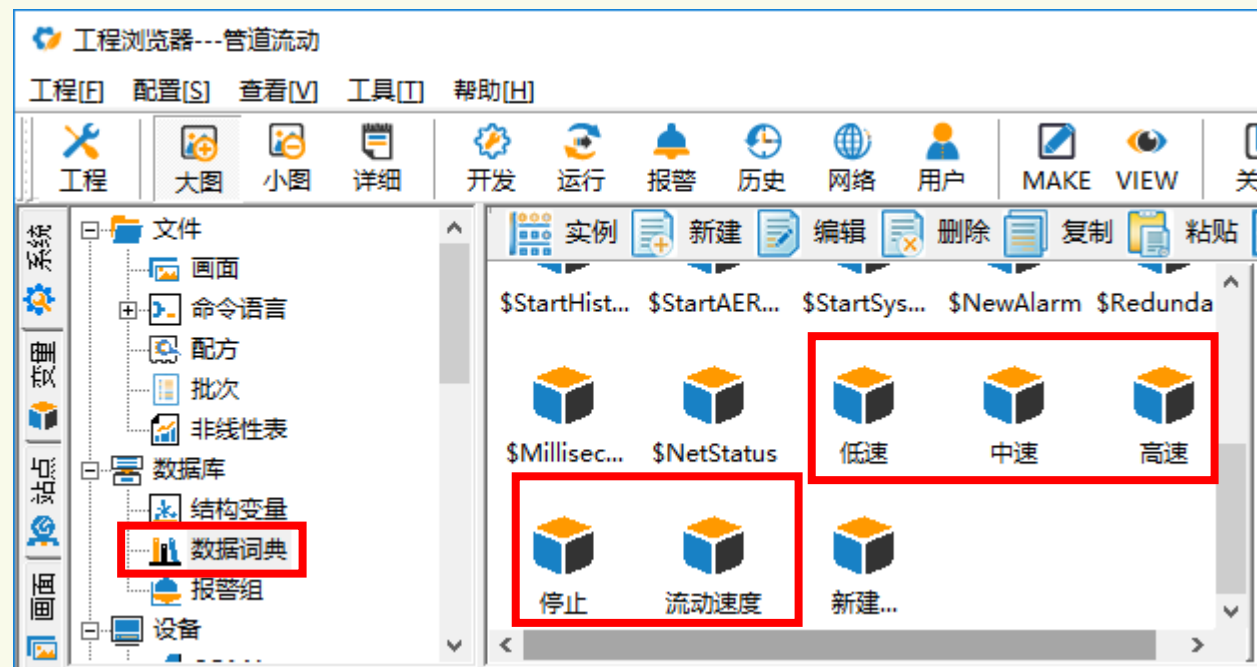 工程浏览器---管道流动
工程[F] 配置[S] 查看[V] 工具[T] 帮助[H]
工程 大图 小图 详细 开发 运行 报警 历史 网络 用户 MAKE VIEW
系统
变量
站点
画面
文件
画面
命令语言
配方
批次
非线性表
数据库
结构变量
数据词典
报警组
设备
实例 新建 编辑 删除 复制 粘贴
$StartHist... $StartAER... $StartSys... $NewAlarm $Redunda
$Millisec... $NetStatus 低速 中速 高速
停止 流动速度 新建...